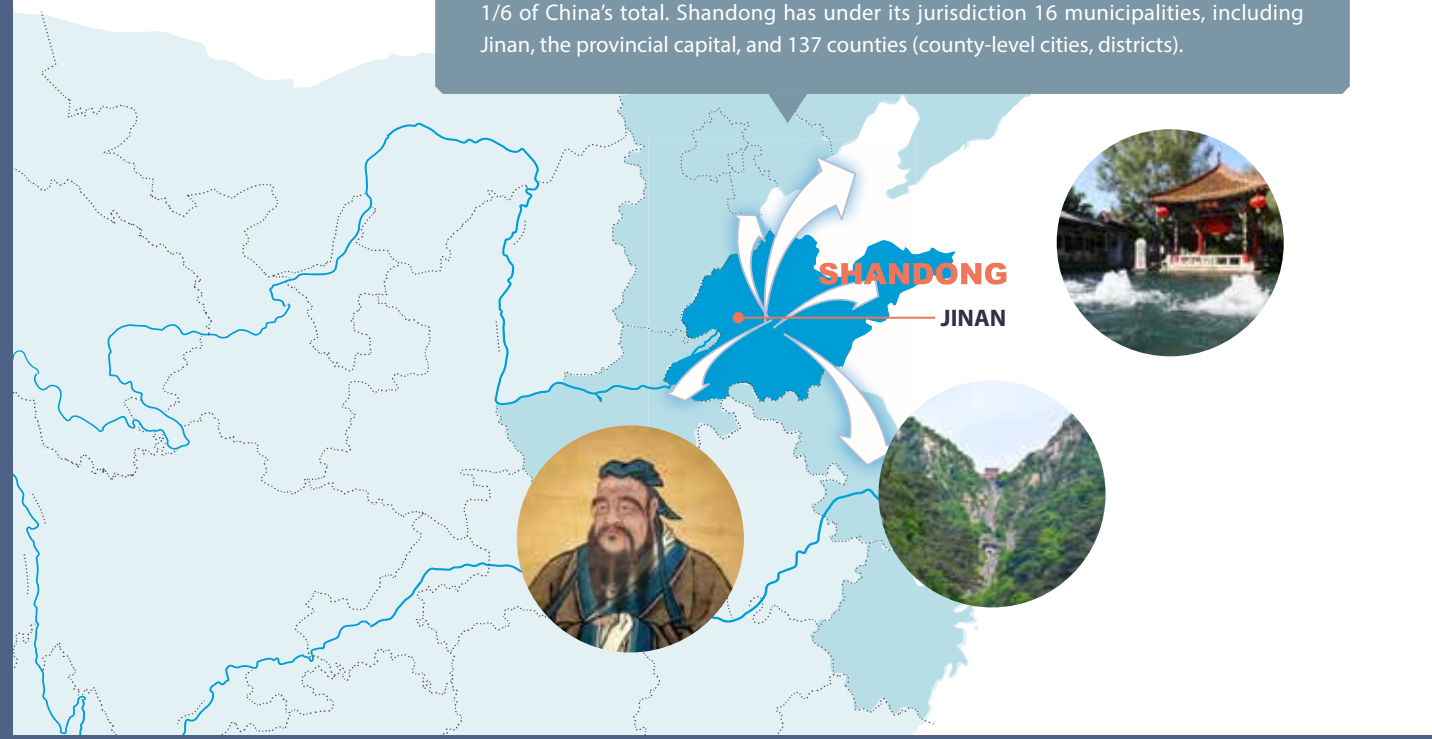 1/6 of China’s total. Shandong has under its jurisdiction 16 municipalities, including
Jinan, the provincial capital, and 137 counties (county-level cities, districts).
SHANDONG
JINAN